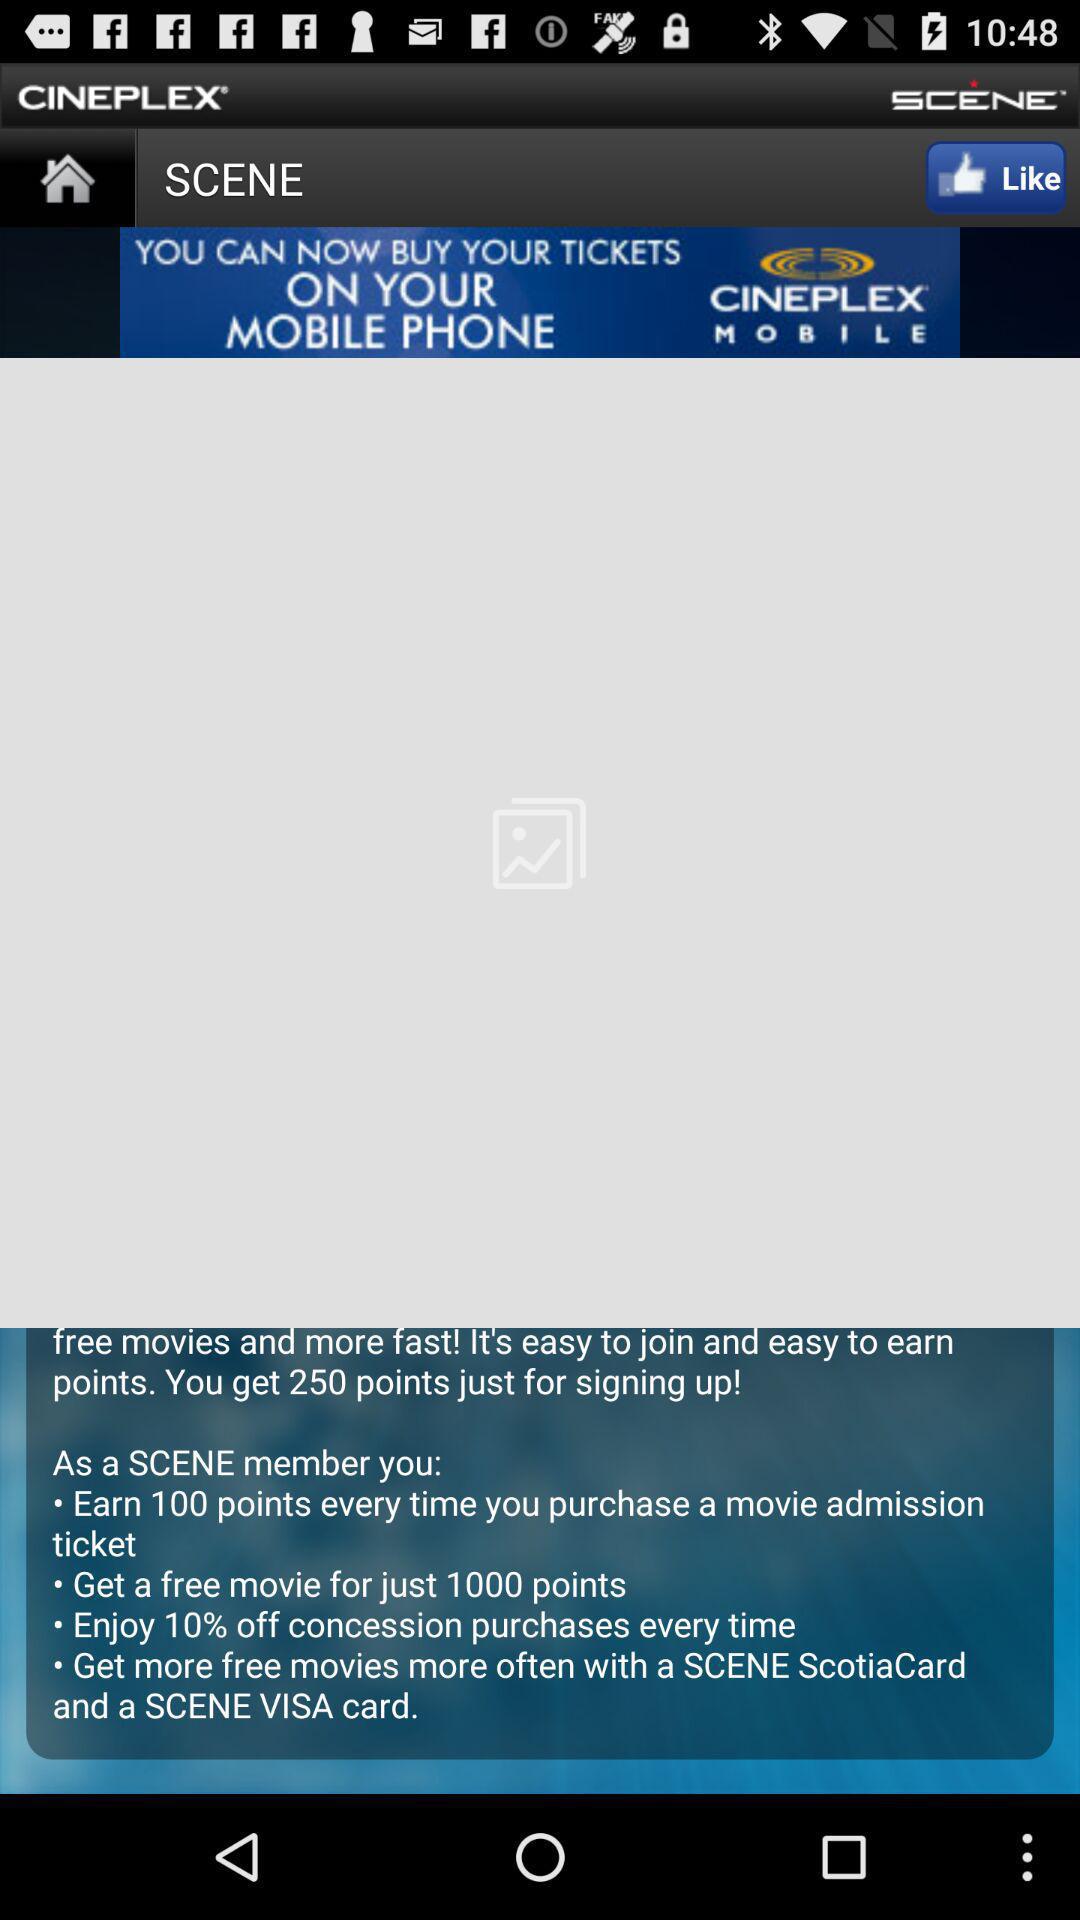 FAKE
10:48
CINEPLEX® SCENE™
SCENE
Like
YOU CAN NOW BUY YOUR TICKETS
ON YOUR
MOBILE PHONE
CINEPLEX
MOBILE
free movies and more fast! It's easy to join and easy to earn
points. You get 250 points just for signing up!
As a SCENE member you:
• Earn 100 points every time you purchase a movie admission
ticket
• Get a free movie for just 1000 points
• Enjoy 10% off concession purchases every time
• Get more free movies more often with a SCENE ScotiaCard
and a SCENE VISA card.